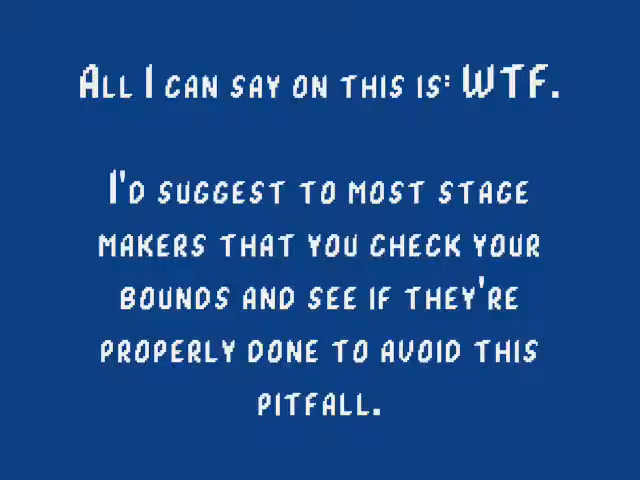 All I can say on this is: WTF.
I'd suggest to most stage
makers that you check your
bounds and see if they're
properly done to avoid this
pitfall.